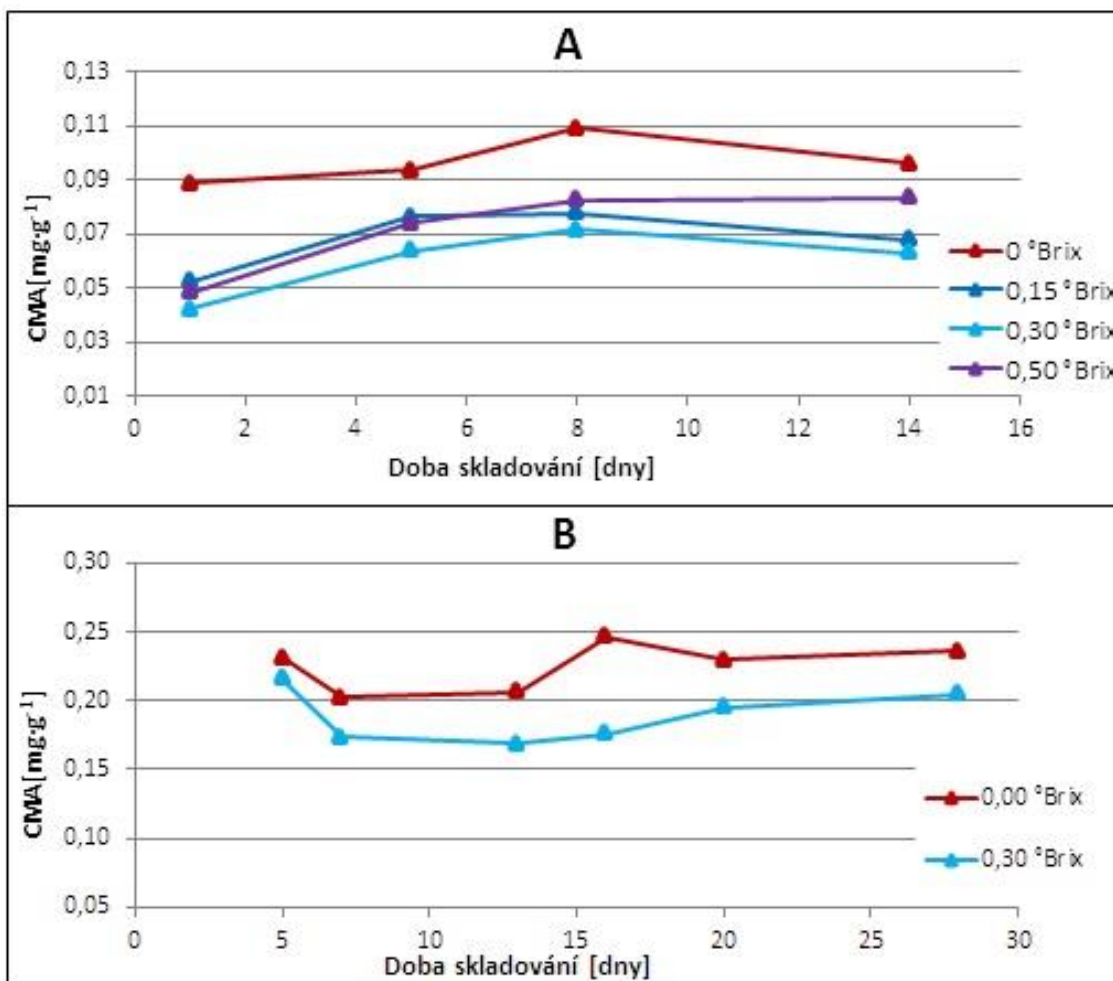 A
0,13
0,11
0,09
0,07
0,05
0,03
0,01
CMA[mg·g⁻¹]
0 2 4 6 8 10 12 14 16
Doba skladování [dny]
0 °Brix
0,15 °Brix
0,30 °Brix
0,50 °Brix
B
0,30
0,25
0,20
0,15
0,10
0,05
CMA[mg·g⁻¹]
0 5 10 15 20 25 30
Doba skladování [dny]
0,00 °Brix
0,30 °Brix